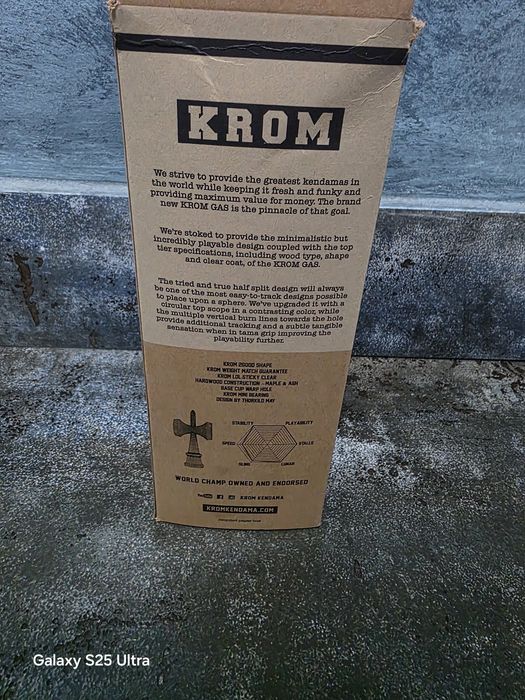 KROM
We strive to provide the greatest kendamas in
the world while keeping it fresh and funky and
providing maximum value for money. The brand
new KROM GAS is the pinnacle of that goal.
We're stoked to provide the minimalistic but
incredibly playable design coupled with the top
tier specifications, including wood type, shape
and clear coat, of the KROM GAS.
The tried and true half split design will always
be one of the most easy-to-track designs possible
to place upon a sphere. We've upgraded it with a
circular top scope in a contrasting color, while
the multiple vertical burn lines towards the hole
provide additional tracking and a subtle tangible
sensation when in tama grip improving the
playability further.
KROM 2GOOD SHAPE
KROM WEIGHT MATCH GUARANTEE
KROM LOL STICKY CLEAR
HARDWOOD CONSTRUCTION - MAPLE & ASH
BASE CUP WARP HOLE
KROM MINI BEARING
DESIGN BY THORKILD MAY
STABILITY PLAYABILITY
SPEED STALLS
SLING LUNAR
WORLD CHAMP OWNED AND ENDORSED
YouTube KROM KENDAMA
KROMKENDAMA.COM
Galaxy S25 Ultra